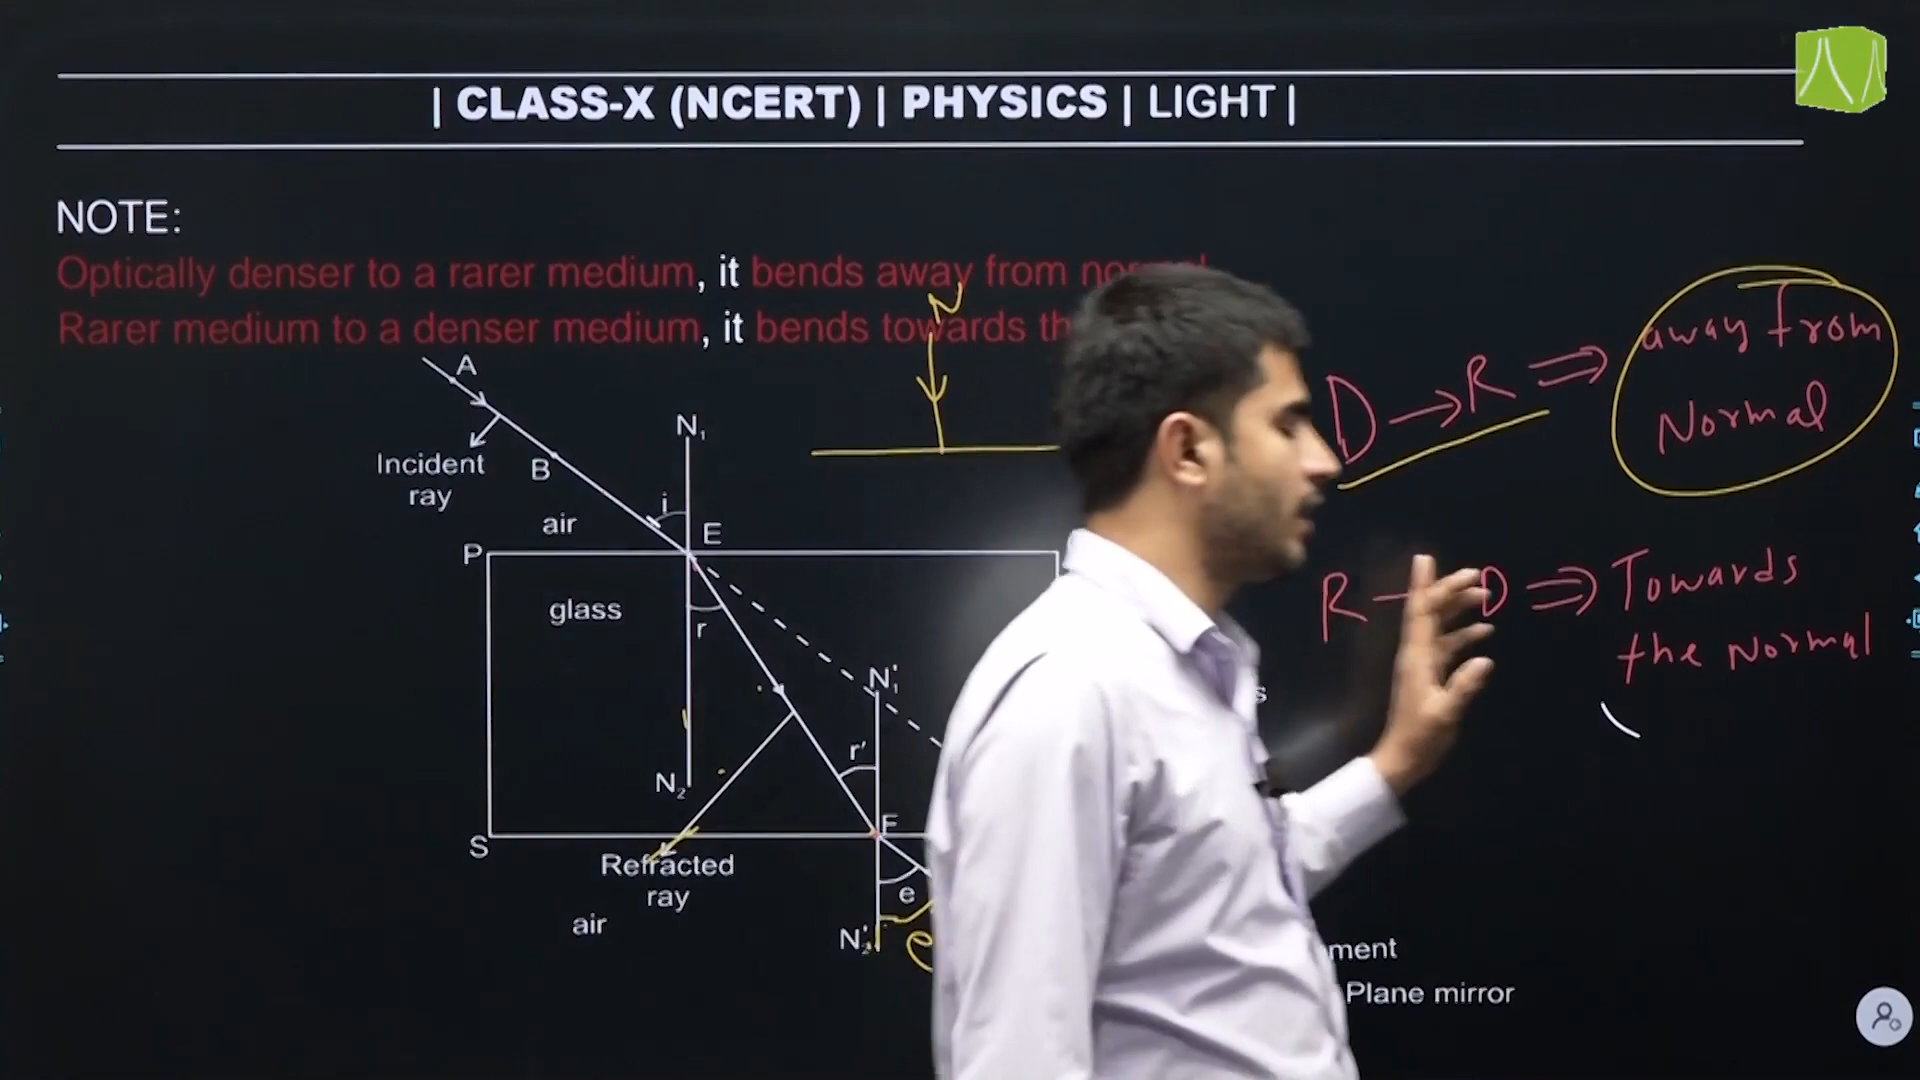 | CLASS-X (NCERT) | PHYSICS | LIGHT |
NOTE:
Optically denser to a rarer medium, it bends away from normal
Rarer medium to a denser medium, it bends towards
N
A
Incident
ray
B
air
N₁
i
E
P
glass
r
N₂
N₁'
r'
F
S
Refracted
ray
air
e
N₂'
e
D → R ⇒ away from
Normal
R → D ⇒ Towards
the Normal
Plane mirror